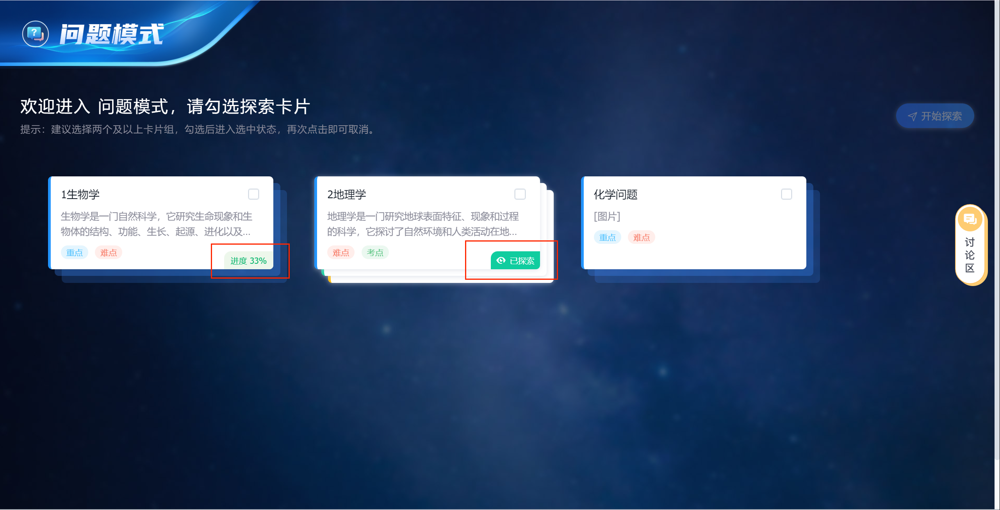 问题模式
欢迎进入 问题模式，请勾选探索卡片
提示：建议选择两个及以上卡片组，勾选后进入选中状态，再次点击即可取消。
开始探索
1生物学
生物学是一门自然科学，它研究生命现象和生
物体的结构、功能、生长、起源、进化以及...
重点 难点
进度 33%
2地理学
地理学是一门研究地球表面特征、现象和过程
的科学，它探讨了自然环境和人类活动在地...
难点 考点
已探索
化学问题
[图片]
重点 难点
讨
论
区